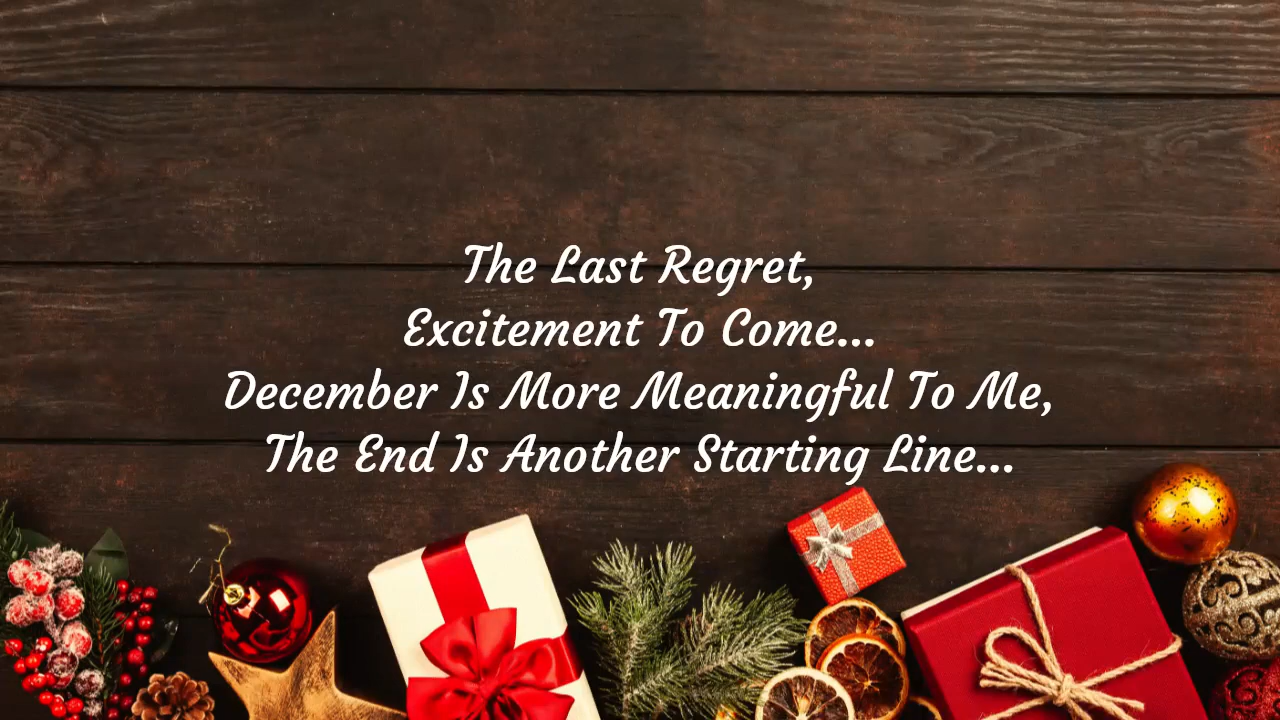 The Last Regret,
Excitement To Come...
December Is More Meaningful To Me,
The End Is Another Starting Line...